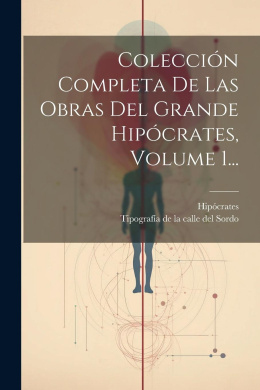 Colección
Completa De Las
Obras Del Grande
Hipócrates,
Volume 1...
Hipócrates
Tipografía de la calle del Sordo